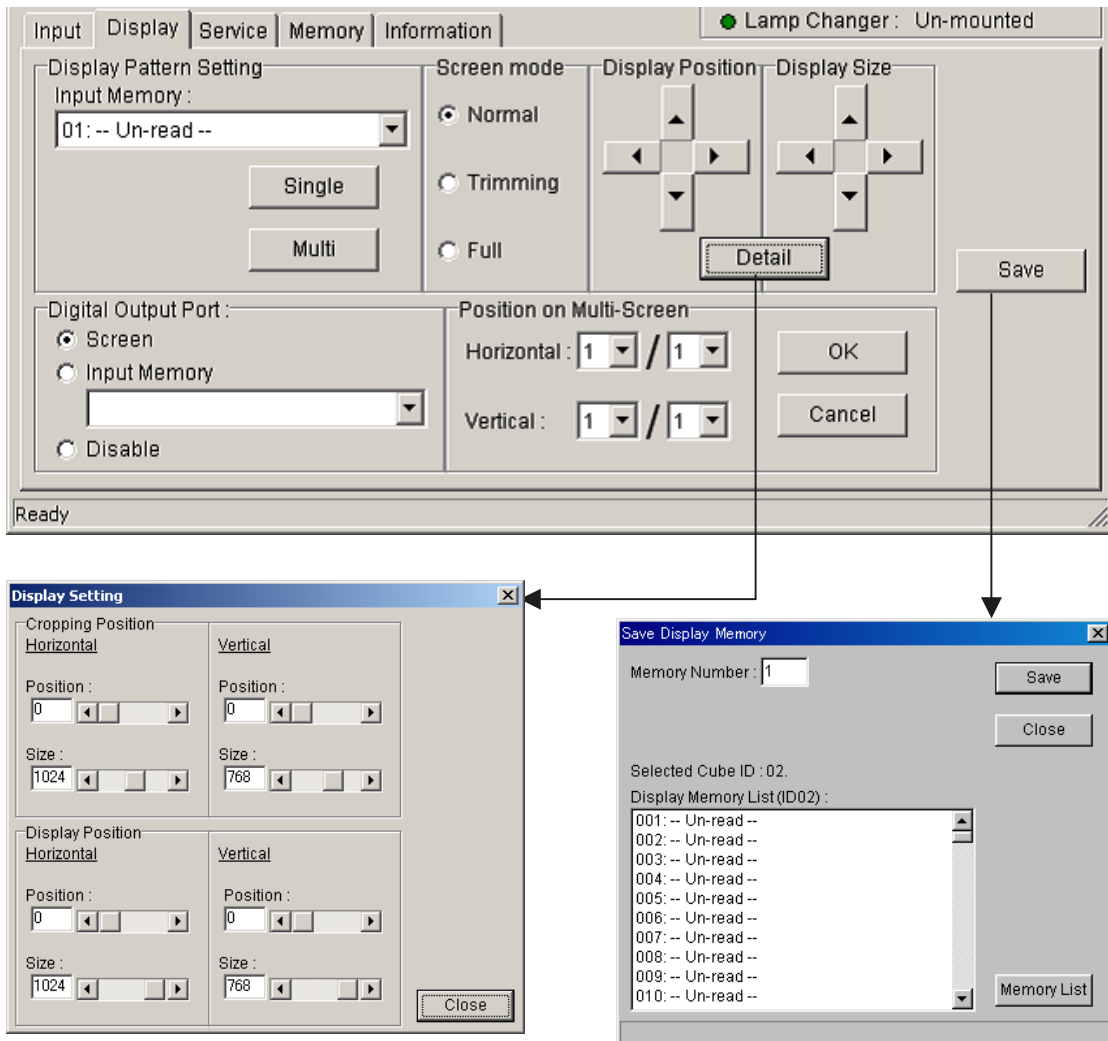 Lamp Changer : Un-mounted
Input Display Service Memory Information
Display Pattern Setting
Input Memory :
01: -- Un-read --
Single
Multi
Screen mode
Normal
Trimming
Full
Display Position
Display Size
Detail
Save
Digital Output Port :
Screen
Input Memory
Disable
Position on Multi-Screen
Horizontal : 1 / 1
Vertical : 1 / 1
OK
Cancel
Ready
Display Setting
Cropping Position
Horizontal
Position :
0
Size :
1024
Vertical
Position :
0
Size :
768
Display Position
Horizontal
Position :
0
Size :
1024
Vertical
Position :
0
Size :
768
Close
Save Display Memory
Memory Number : 1
Save
Close
Selected Cube ID : 02.
Display Memory List (ID02) :
001: -- Un-read --
002: -- Un-read --
003: -- Un-read --
004: -- Un-read --
005: -- Un-read --
006: -- Un-read --
007: -- Un-read --
008: -- Un-read --
009: -- Un-read --
010: -- Un-read --
Memory List